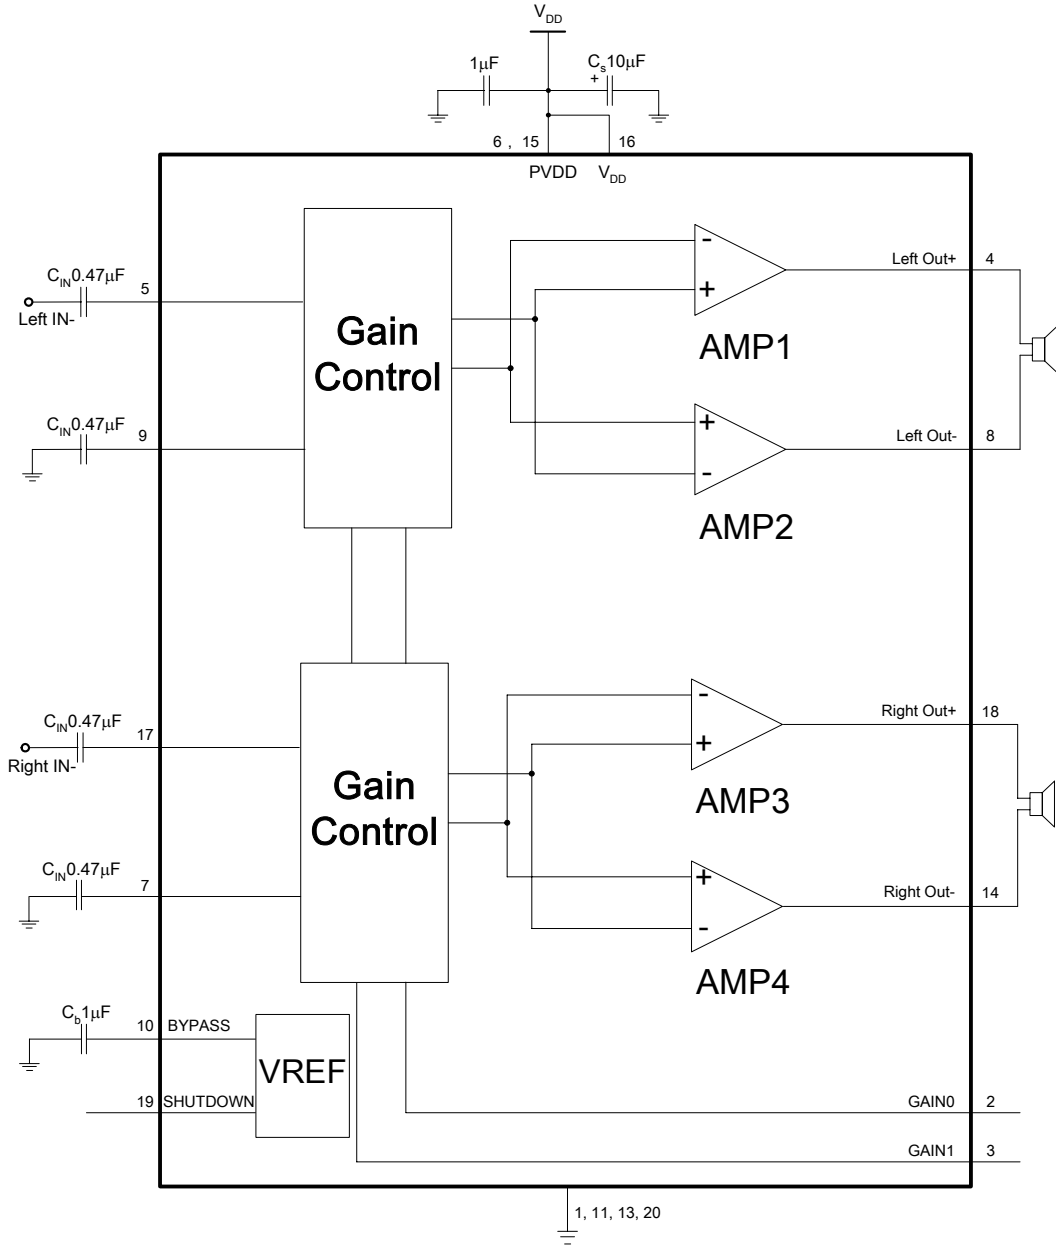 VDD
1μF
Cs10μF
+
6 , 15
16
PVDD
VDD
CIN0.47μF
5
Left IN-
Gain
Control
-
+
AMP1
Left Out+
4
CIN0.47μF
9
+
-
AMP2
Left Out-
8
CIN0.47μF
17
Right IN-
Gain
Control
-
+
AMP3
Right Out+
18
CIN0.47μF
7
+
-
AMP4
Right Out-
14
Cb1μF
10
BYPASS
VREF
19
SHUTDOWN
GAIN0
2
GAIN1
3
1, 11, 13, 20